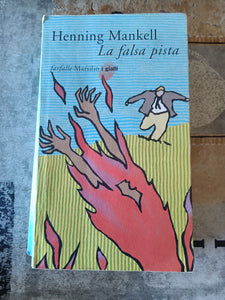 Henning Mankell
La falsa pista
farfalle Marsilio i gialli